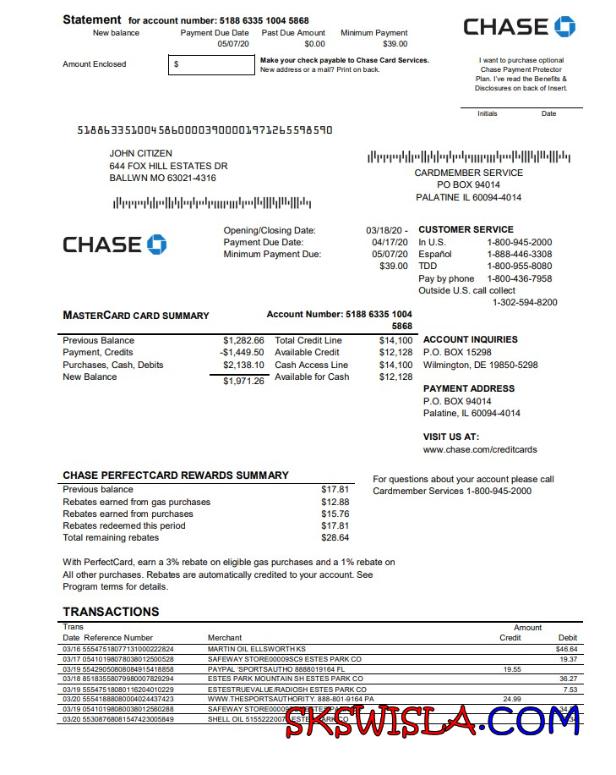 Statement for account number: 5188 6335 1004 5868
CHASE
New balance Payment Due Date Past Due Amount Minimum Payment
05/07/20 $0.00 $39.00
Amount Enclosed $ Make your check payable to Chase Card Services.
New address or a mail? Print on back.
I want to purchase optional
Chase Payment Protector
Plan. I've read the Benefits &
Disclosures on back of Insert.
Initials Date
5188633510045860000390000197126559859 0
JOHN CITIZEN
644 FOX HILL ESTATES DR
BALLWN MO 63021-4316
CARDMEMBER SERVICE
PO BOX 94014
PALATINE IL 60094-4014
CHASE
Opening/Closing Date: 03/18/20 -
Payment Due Date: 04/17/20
Minimum Payment Due: 05/07/20
$39.00
CUSTOMER SERVICE
In U.S. 1-800-945-2000
Español 1-888-446-3308
TDD 1-800-955-8080
Pay by phone 1-800-436-7958
Outside U.S. call collect
1-302-594-8200
MASTERCARD CARD SUMMARY
Account Number: 5188 6335 1004
5868
Previous Balance $1,282.66 Total Credit Line $14,100
Payment, Credits -$1,449.50 Available Credit $12,128
Purchases, Cash, Debits $2,138.10 Cash Access Line $14,100
New Balance $1,971.26 Available for Cash $12,128
ACCOUNT INQUIRIES
P.O. BOX 15298
Wilmington, DE 19850-5298
PAYMENT ADDRESS
P.O. BOX 94014
Palatine, IL 60094-4014
VISIT US AT:
www.chase.com/creditcards
CHASE PERFECTCARD REWARDS SUMMARY
Previous balance $17.81
Rebates earned from gas purchases $12.88
Rebates earned from purchases $15.76
Rebates redeemed this period $17.81
Total remaining rebates $28.64
For questions about your account please call
Cardmember Services 1-800-945-2000
With PerfectCard, earn a 3% rebate on eligible gas purchases and a 1% rebate on
All other purchases. Rebates are automatically credited to your account. See
Program terms for details.
TRANSACTIONS
Trans Amount
Date Reference Number Merchant Credit Debit
03/16 55547518077131000222824 MARTIN OIL ELLSWORTH KS $46.64
03/17 05410198078038012500528 SAFEWAY STORE00009SC9 ESTES PARK CO 19.37
03/19 55429050808084915418858 PAYPAL 'SPORTSAUTHO 8888019164 FL 19.55
03/18 85183558079980007829294 ESTES PARK MOUNTAIN SH ESTES PARK CO 36.27
03/19 55547518080116204010229 ESTESTRUEVALUE/RADIOSH ESTES PARK CO 7.53
03/20 55541888080004024437423 WWW.THESPORTSAUTHORITY. 888-801-9164 PA 24.99
03/19 05410198080038012560288 SAFEWAY STORE00009
03/20 55308768081547423005849 SHELL OIL 5155222007 ESTES PARK CO
SKSWISLA.COM